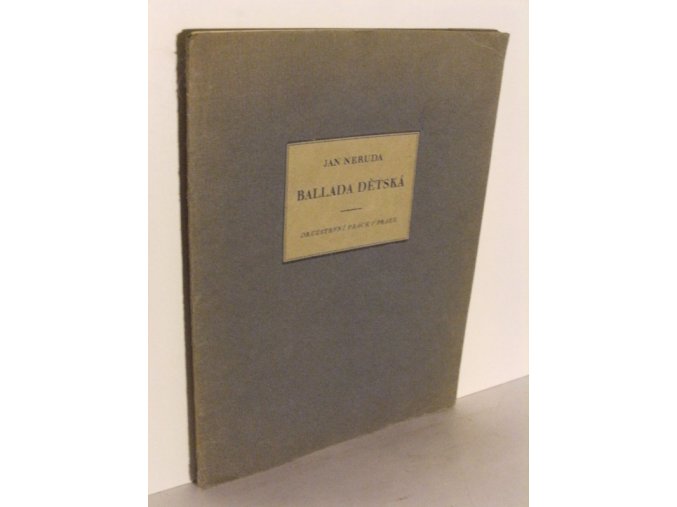 JAN NERUDA
BALLADA DĚTSKÁ
DRUŽSTEVNÍ PRÁCE V PRAZE